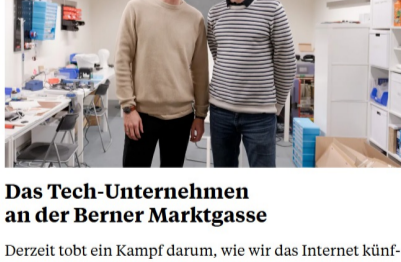 Das Tech-Unternehmen
an der Berner Marktgasse
Derzeit tobt ein Kampf darum, wie wir das Internet künf-